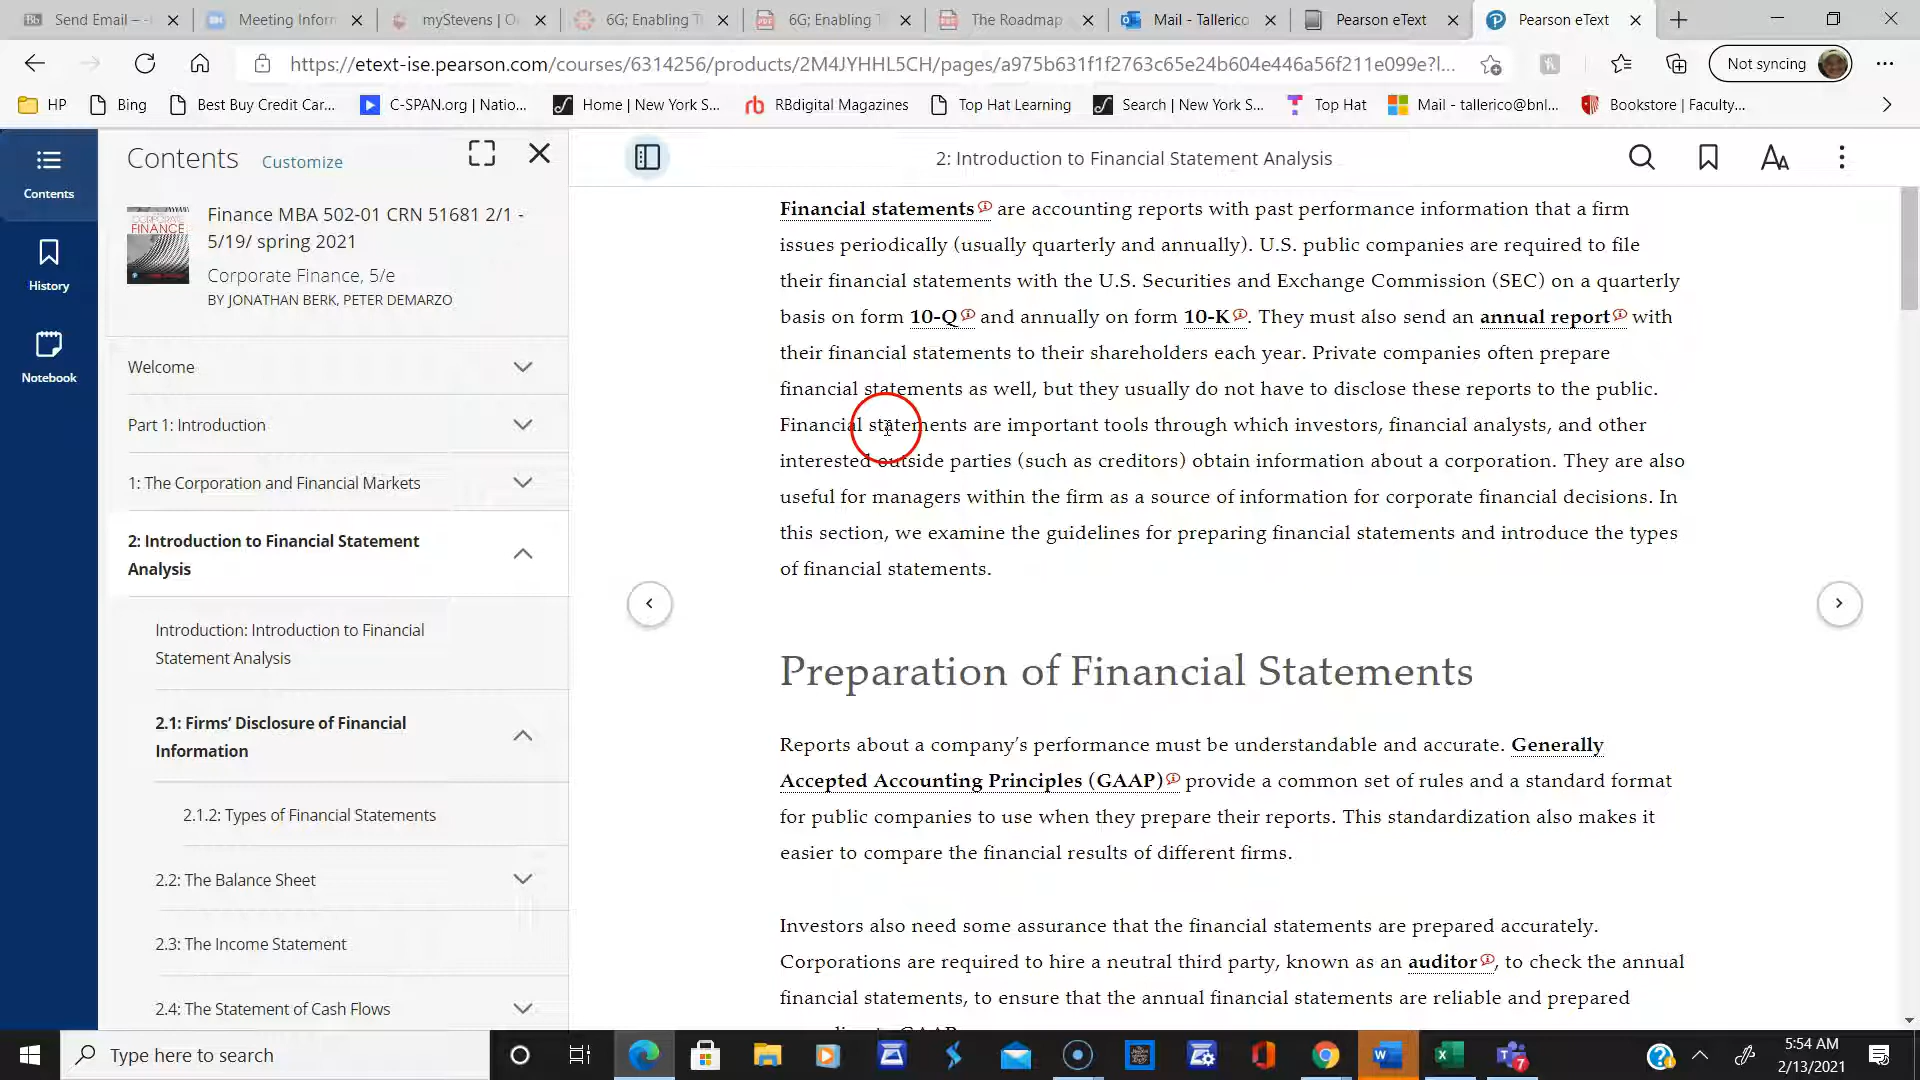 Send Email –
Meeting Inforr
myStevens | O
6G; Enabling T
6G; Enabling T
The Roadmap
Mail - Tallerico
Pearson eText
Pearson eText
https://etext-ise.pearson.com/courses/6314256/products/2M4JYHHL5CH/pages/a975b631f1f2763c65e24b604e446a56f211e099e?l...
Not syncing
HP
Bing
Best Buy Credit Car...
C-SPAN.org | Natio...
Home | New York S...
RBdigital Magazines
Top Hat Learning
Search | New York S...
Top Hat
Mail - tallerico@bnl...
Bookstore | Faculty...
Contents
History
Notebook
Contents Customize
Finance MBA 502-01 CRN 51681 2/1 -
5/19/ spring 2021
Corporate Finance, 5/e
BY JONATHAN BERK, PETER DEMARZO
Welcome
Part 1: Introduction
1: The Corporation and Financial Markets
2: Introduction to Financial Statement
Analysis
Introduction: Introduction to Financial
Statement Analysis
2.1: Firms’ Disclosure of Financial
Information
2.1.2: Types of Financial Statements
2.2: The Balance Sheet
2.3: The Income Statement
2.4: The Statement of Cash Flows
2: Introduction to Financial Statement Analysis
Financial statements are accounting reports with past performance information that a firm
issues periodically (usually quarterly and annually). U.S. public companies are required to file
their financial statements with the U.S. Securities and Exchange Commission (SEC) on a quarterly
basis on form 10-Q and annually on form 10-K. They must also send an annual report with
their financial statements to their shareholders each year. Private companies often prepare
financial statements as well, but they usually do not have to disclose these reports to the public.
Financial statements are important tools through which investors, financial analysts, and other
interested outside parties (such as creditors) obtain information about a corporation. They are also
useful for managers within the firm as a source of information for corporate financial decisions. In
this section, we examine the guidelines for preparing financial statements and introduce the types
of financial statements.
Preparation of Financial Statements
Reports about a company’s performance must be understandable and accurate. Generally
Accepted Accounting Principles (GAAP) provide a common set of rules and a standard format
for public companies to use when they prepare their reports. This standardization also makes it
easier to compare the financial results of different firms.
Investors also need some assurance that the financial statements are prepared accurately.
Corporations are required to hire a neutral third party, known as an auditor, to check the annual
financial statements, to ensure that the annual financial statements are reliable and prepared
Type here to search
5:54 AM
2/13/2021